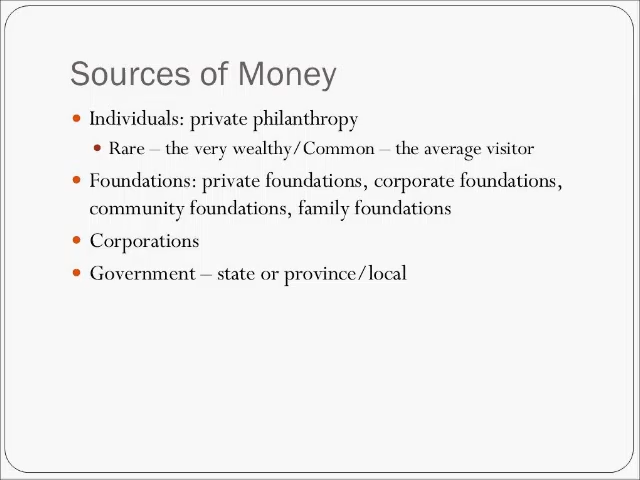 Sources of Money
• Individuals: private philanthropy
• Rare – the very wealthy/Common – the average visitor
• Foundations: private foundations, corporate foundations,
community foundations, family foundations
• Corporations
• Government – state or province/local